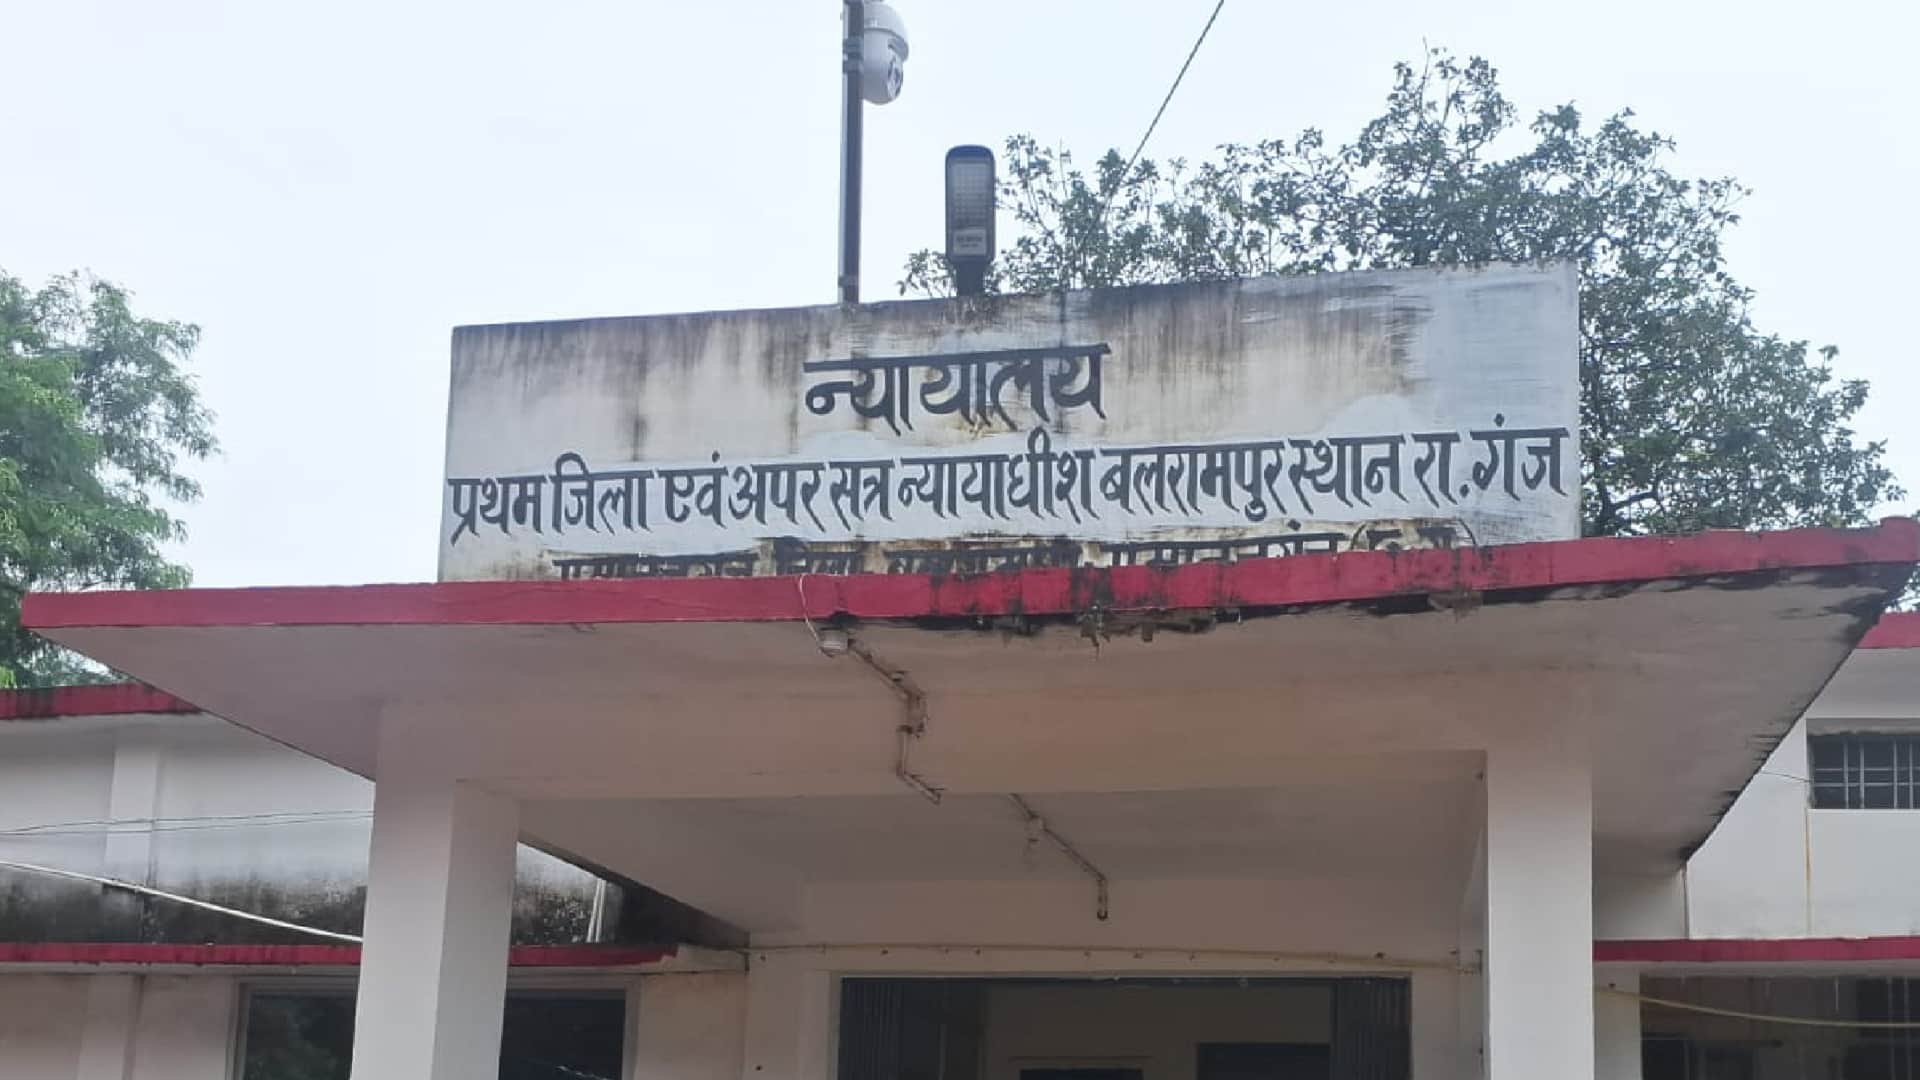 न्यायालय
प्रथम जिला एवं अपर सत्र न्यायाधीश बलरामपुर स्थान रा. गंज